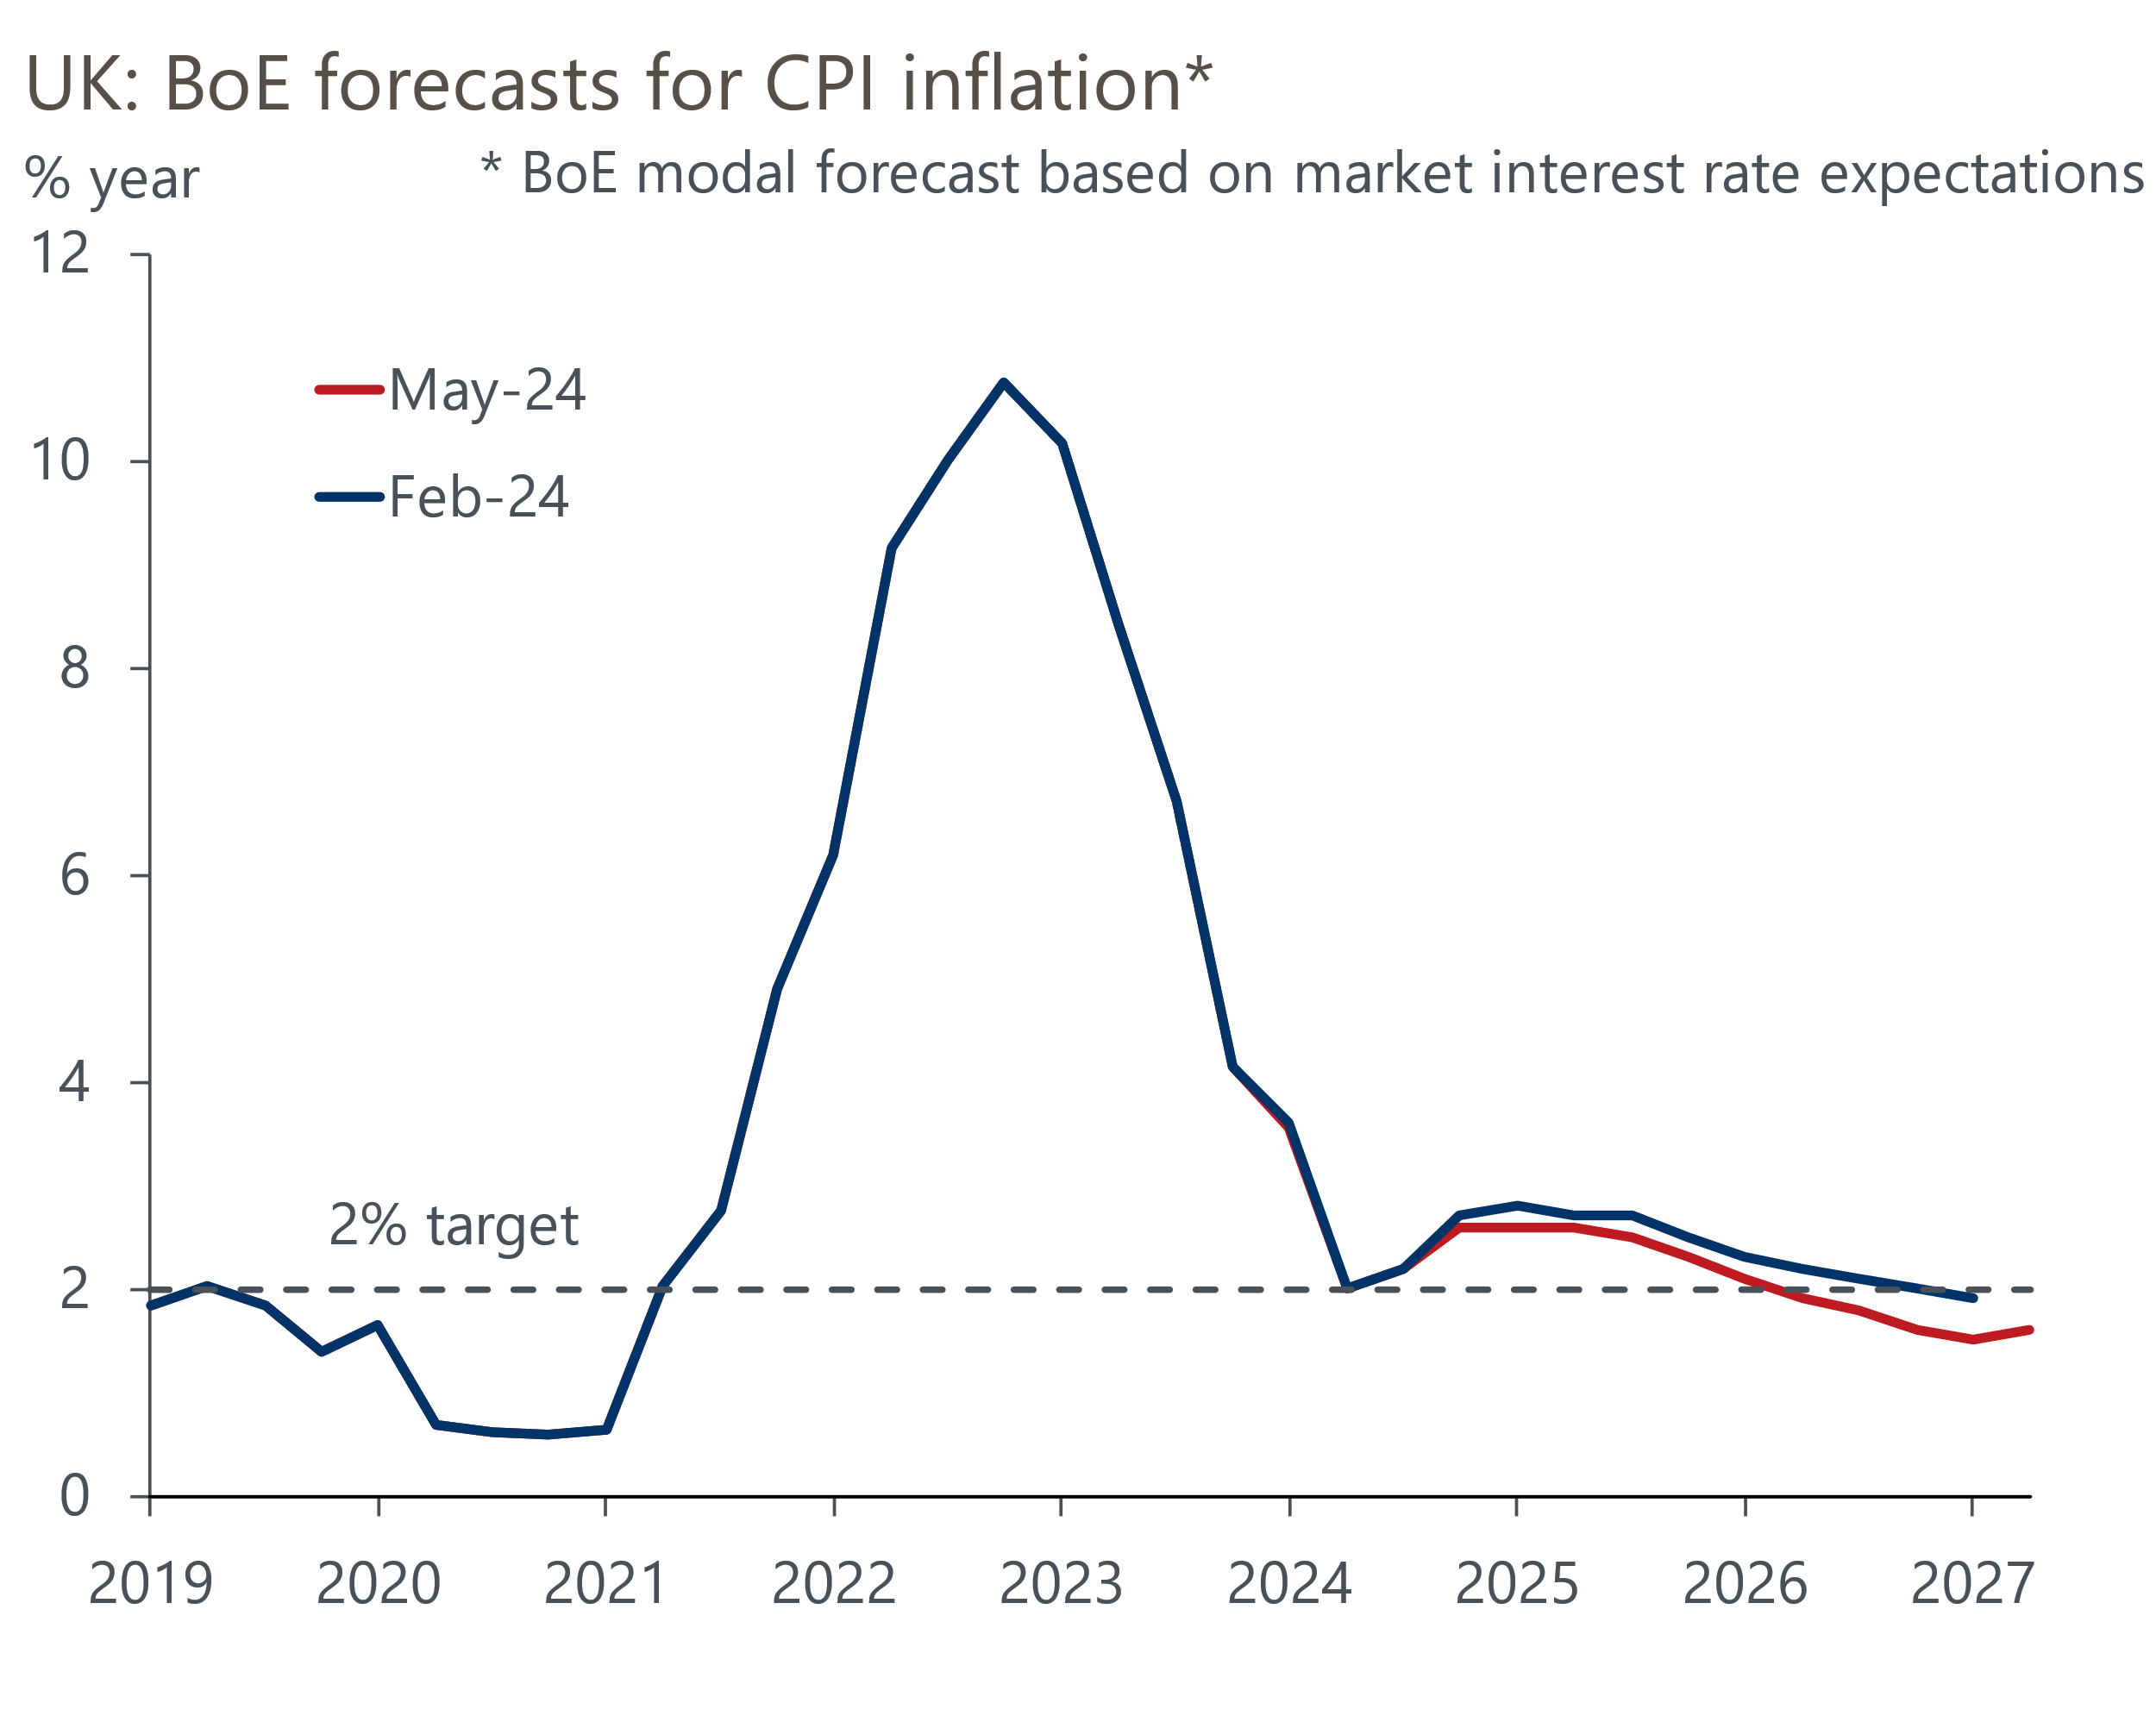 UK: BoE forecasts for CPI inflation*
% year
* BoE modal forecast based on market interest rate expectations
12
May-24
10
Feb-24
8
6
4
2% target
2
0
2019 2020 2021 2022 2023 2024 2025 2026 2027